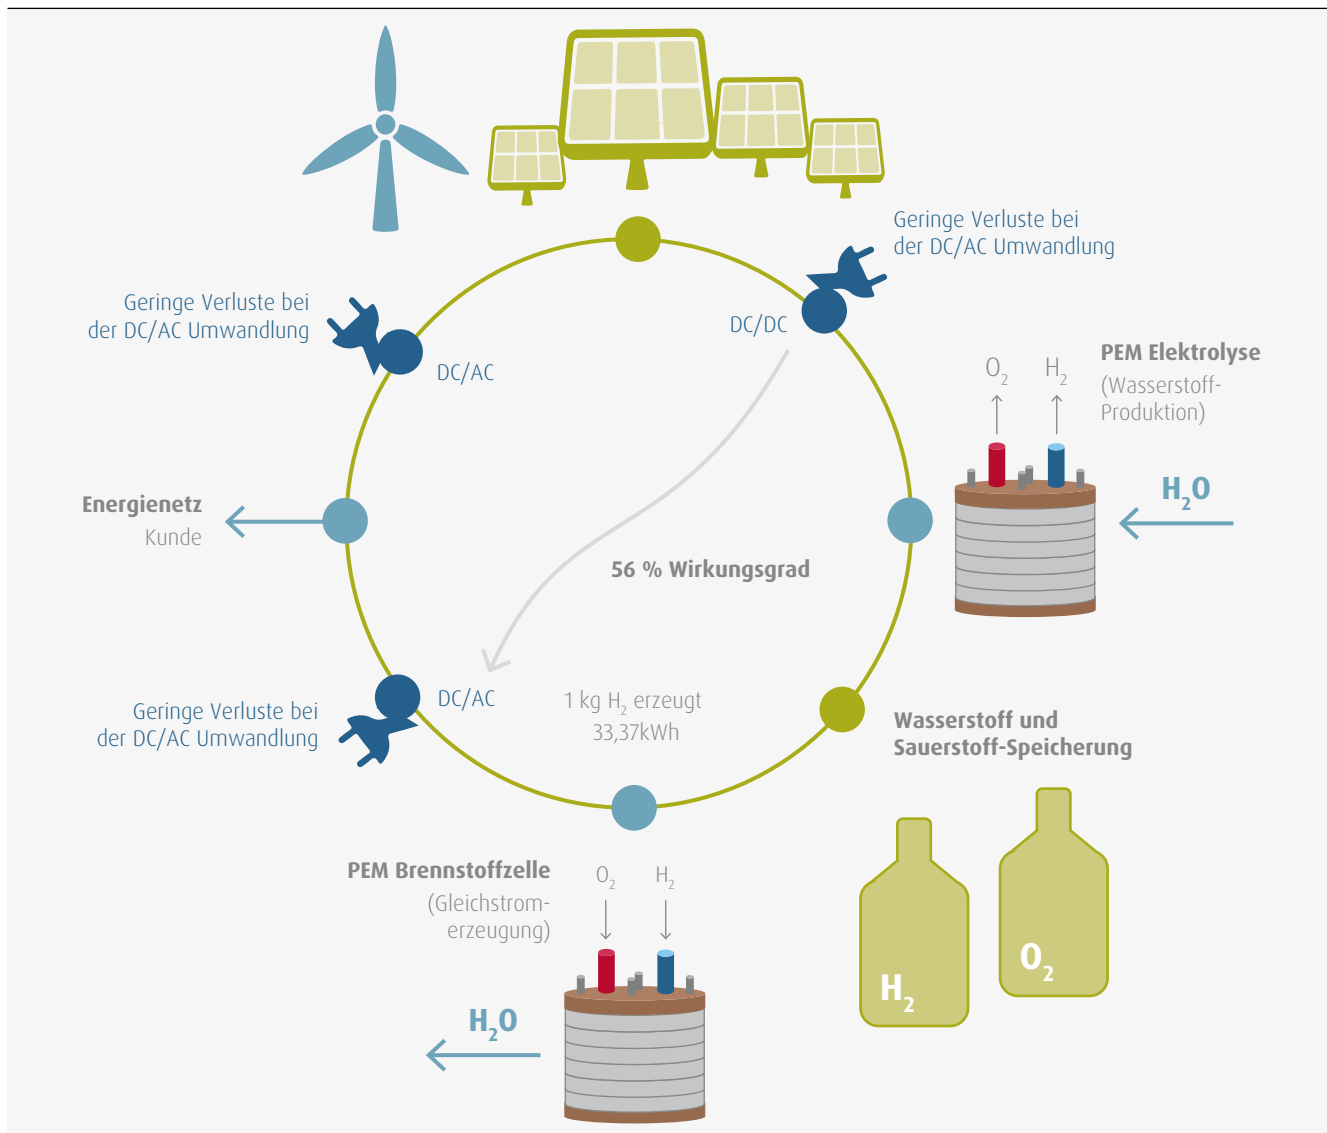 Geringe Verluste bei
der DC/AC Umwandlung
DC/DC
Geringe Verluste bei
der DC/AC Umwandlung
DC/AC
PEM Elektrolyse
(Wasserstoff-
Produktion)
O₂
H₂
H₂O
Energienetz
Kunde
56 % Wirkungsgrad
DC/AC
Geringe Verluste bei
der DC/AC Umwandlung
1 kg H₂ erzeugt
33,37kWh
Wasserstoff und
Sauerstoff-Speicherung
H₂
O₂
PEM Brennstoffzelle
(Gleichstrom-
erzeugung)
O₂
H₂
H₂O